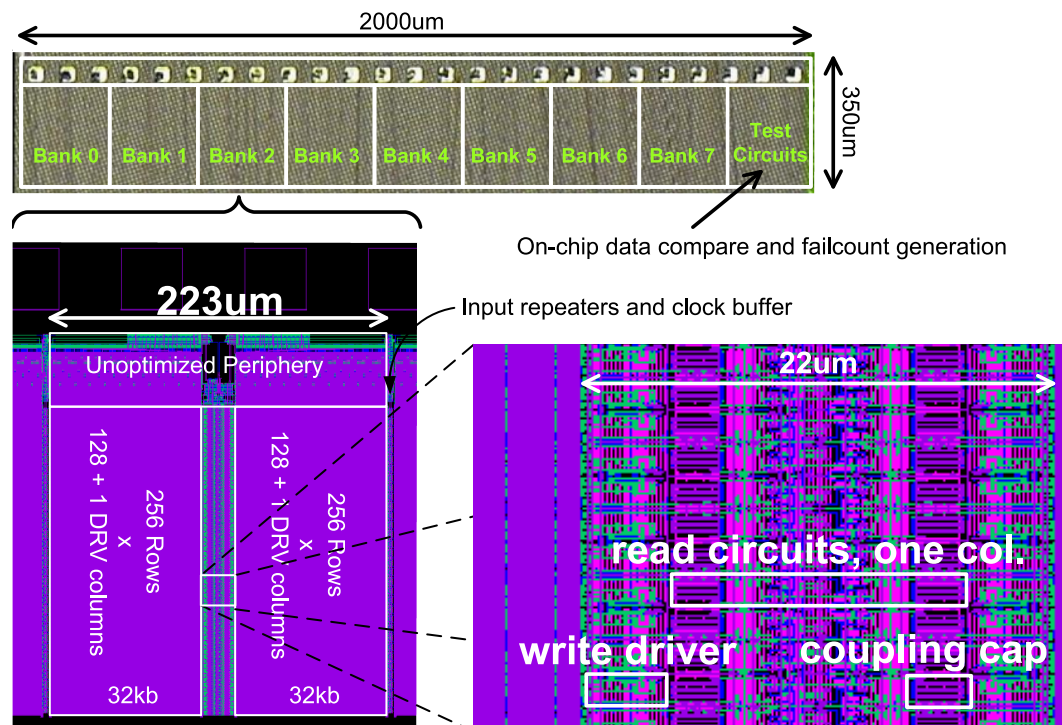 2000um
350um
Bank 0
Bank 1
Bank 2
Bank 3
Bank 4
Bank 5
Bank 6
Bank 7
Test
Circuits
On-chip data compare and failcount generation
223um
Input repeaters and clock buffer
Unoptimized Periphery
256 Rows
x
128 + 1 DRV columns
32kb
256 Rows
x
128 + 1 DRV columns
32kb
22um
read circuits, one col.
write driver
coupling cap